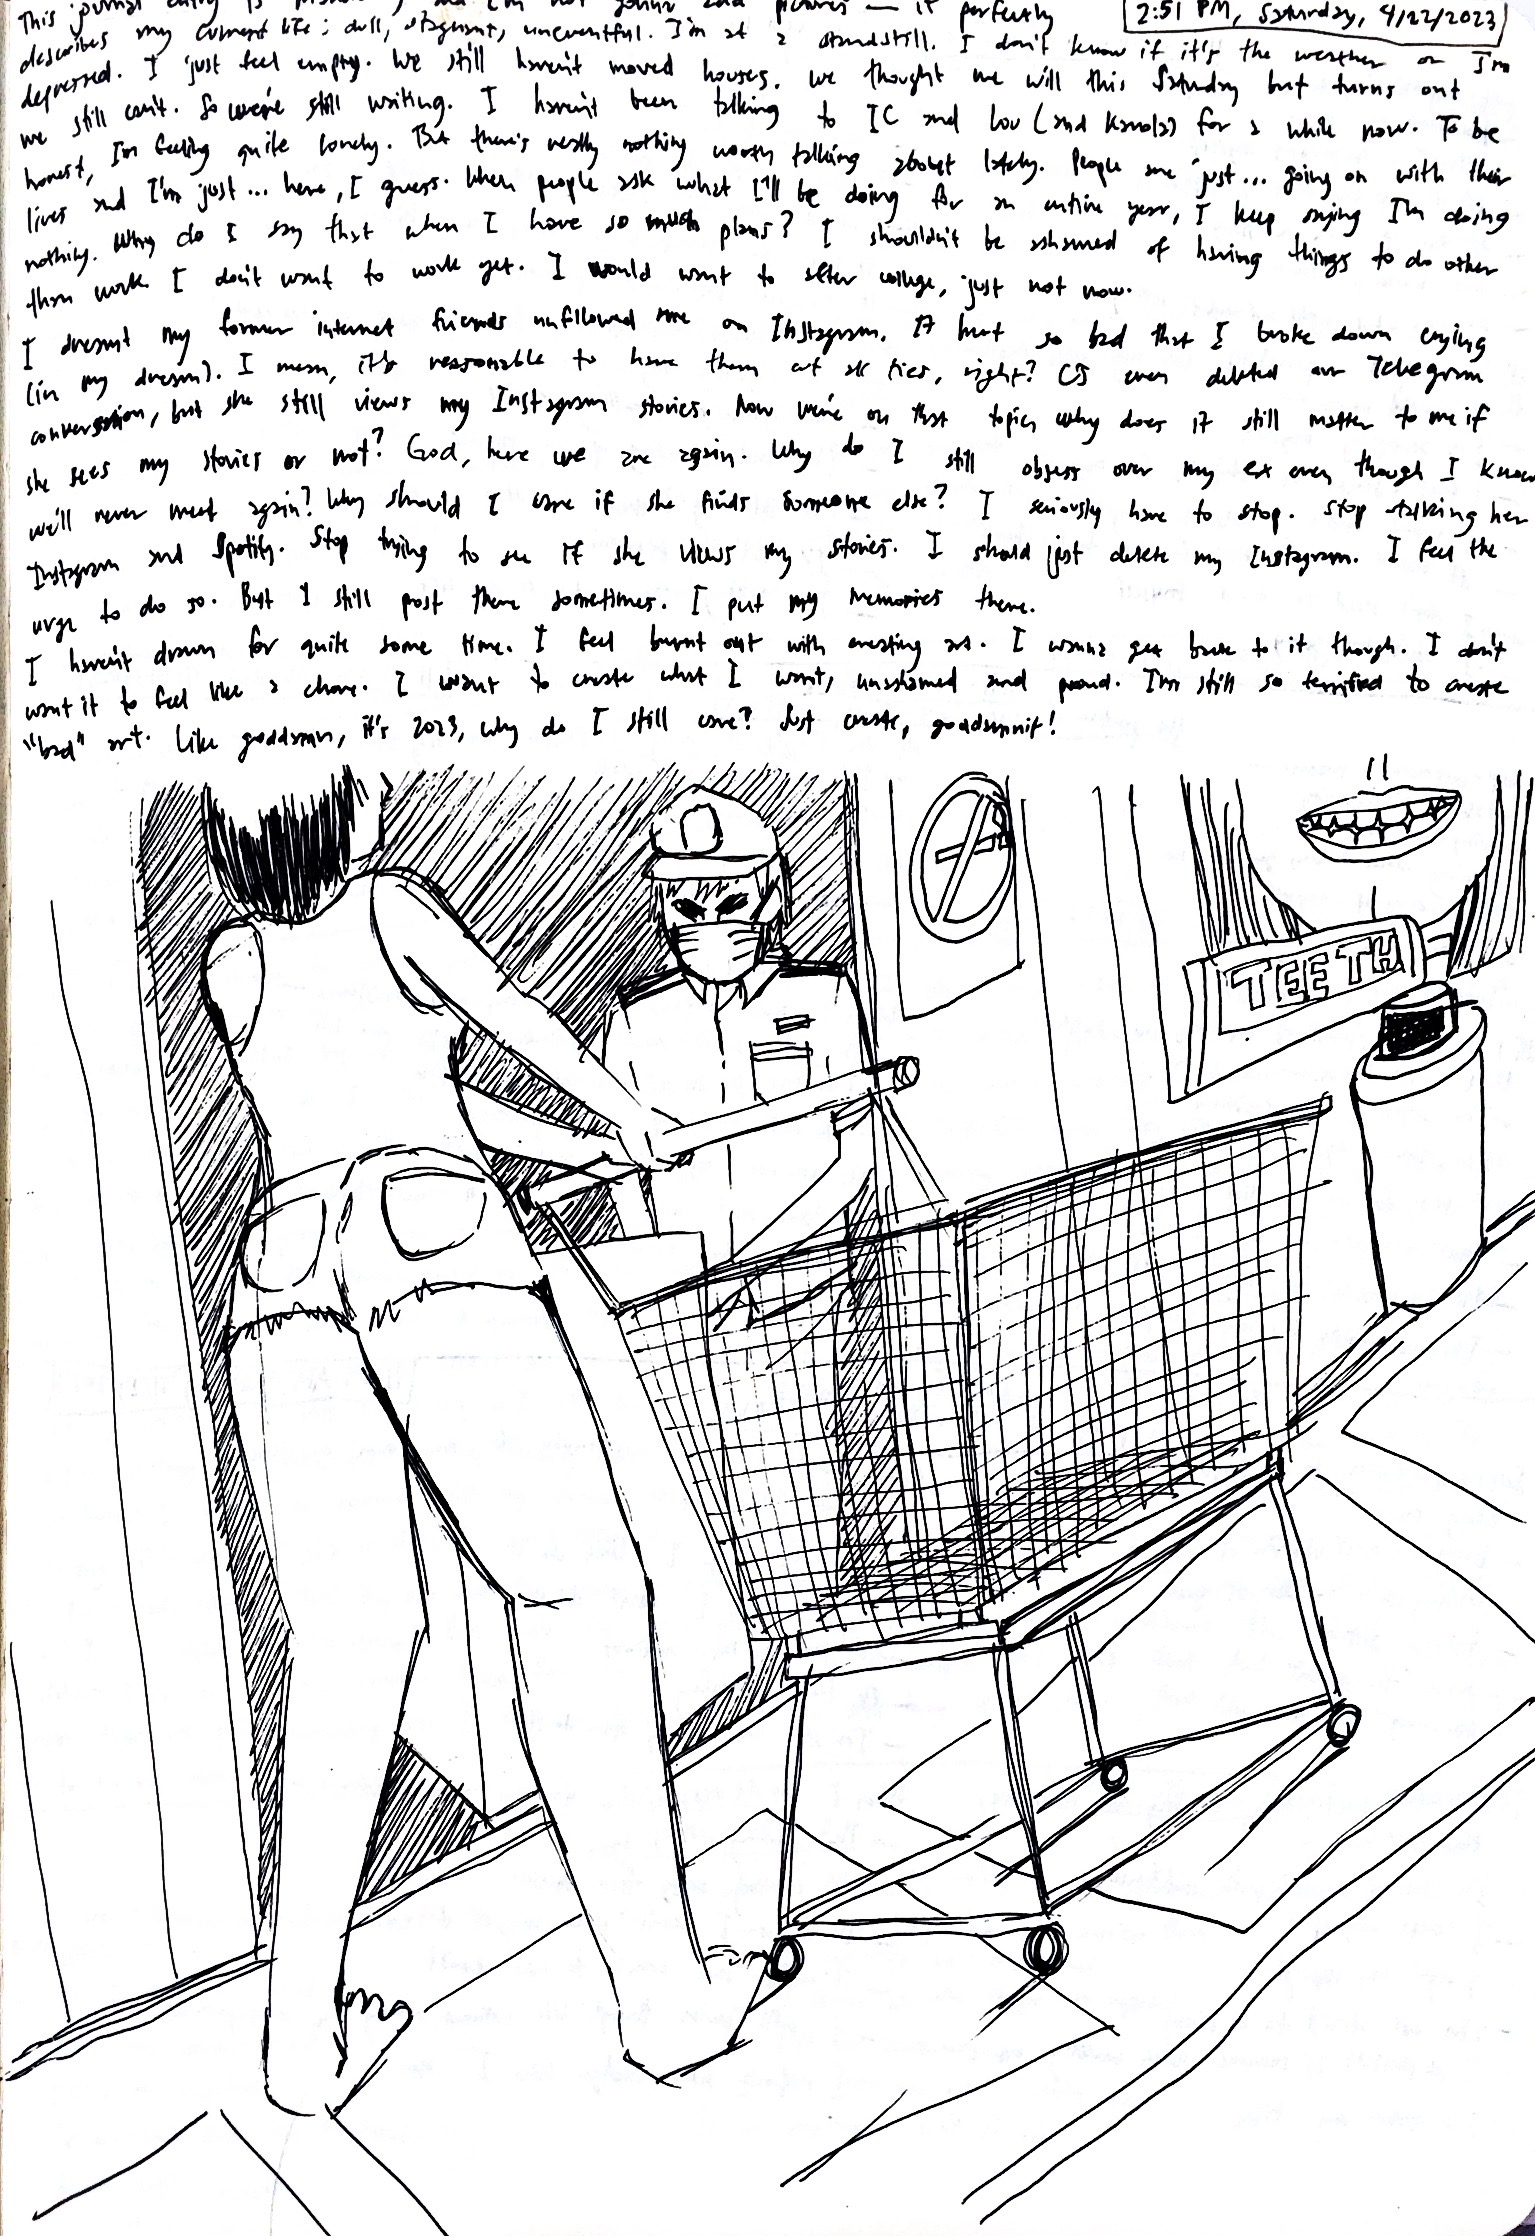 This journal entry is and I'm not gonna add pictures — it perfectly
2:51 PM, Saturday, 4/22/2023
describes my current life: dull, stagnant, uneventful. I'm at a standstill. I don't know if it's the weather or I'm
depressed. I just feel empty. We still haven't moved houses. We thought we will this Saturday but turns out
we still can't. So we're still waiting. I haven't been talking to IC and Lou (and Karola) for a while now. To be
honest, I'm feeling quite lonely. But there's really nothing worth talking about lately. People are just... going on with their
lives and I'm just... here, I guess. When people ask what I'll be doing for an entire year, I keep saying I'm doing
nothing. Why do I say that when I have so much plans? I shouldn't be ashamed of having things to do other
than work. I don't want to work yet. I would want to after college, just not now.
I dreamt my former internet friends unfollowed me on Instagram. It hurt so bad that I broke down crying
(in my dream). I mean, it's reasonable to have them cut all ties, right? CJ even deleted our Telegram
conversation, but she still views my Instagram stories. Now we're on that topic, why does it still matter to me if
she sees my stories or not? God, here we are again. Why do I still obsess over my ex even though I know
we'll never meet again? Why should I care if she finds someone else? I seriously have to stop. Stop stalking her
Instagram and Spotify. Stop trying to see if she views my stories. I should just delete my Instagram. I feel the
urge to do so. But I still post there sometimes. I put my memories there.
I haven't drawn for quite some time. I feel burnt out with creating art. I wanna get back to it though. I don't
want it to feel like a chore. I want to create what I want, unashamed and proud. I'm still so terrified to create
"bad" art. Like goddamn, it's 2023, why do I still care? Just create, goddamnit!
TEETH